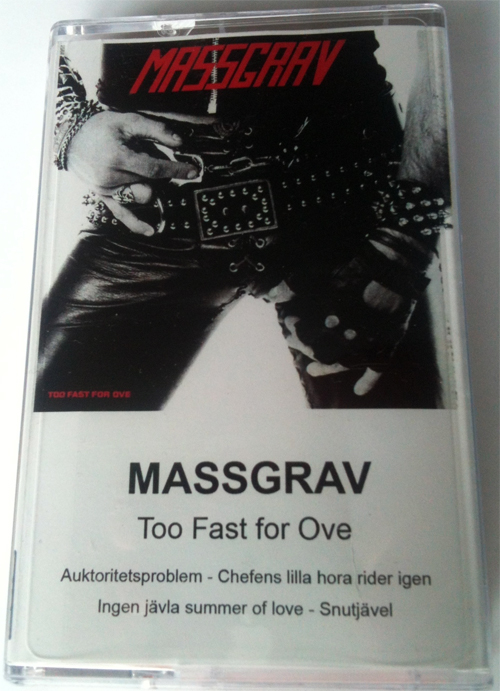 MASSGRAV
TOO FAST FOR OVE
MASSGRAV
Too Fast for Ove
Auktoritetsproblem - Chefens lilla hora rider igen
Ingen jävla summer of love - Snutjävel